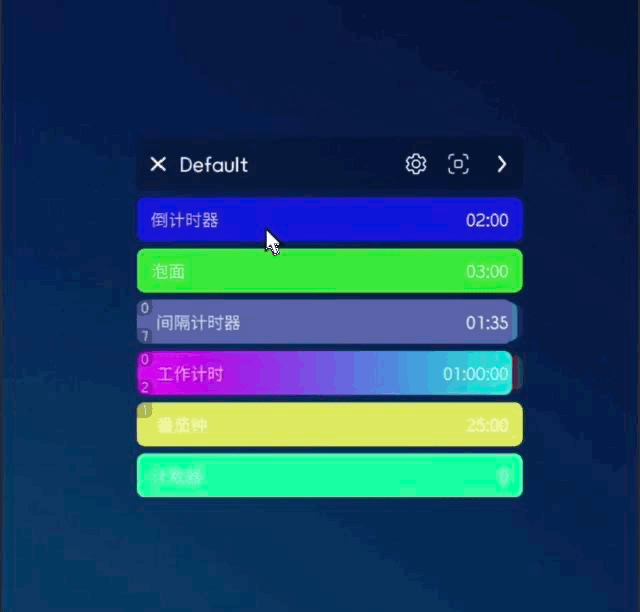 Default
倒计时器 02:00
泡面 03:00
0
间隔计时器 01:35
7
0
工作计时 01:00:00
2
1
番茄钟 25:00
计数器 0